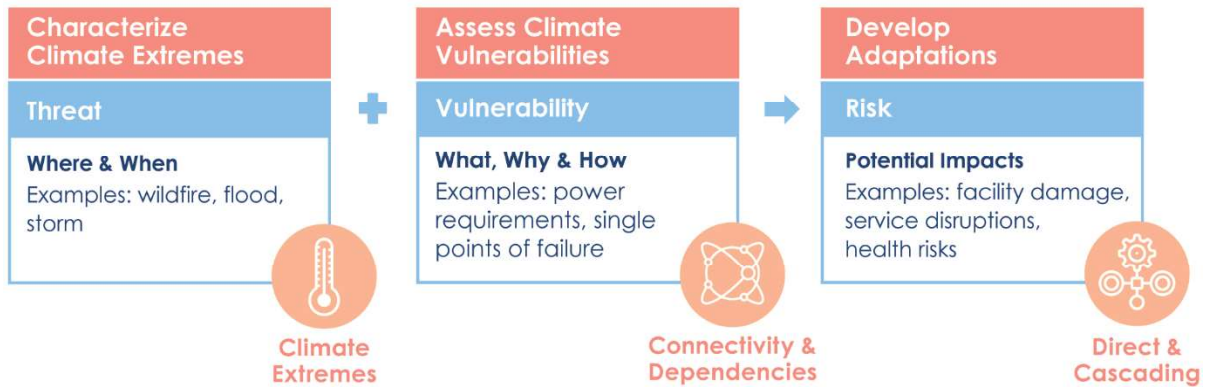 Characterize
Climate Extremes
Threat
Where & When
Examples: wildfire, flood,
storm
Climate
Extremes
Assess Climate
Vulnerabilities
Vulnerability
What, Why & How
Examples: power
requirements, single
points of failure
Connectivity &
Dependencies
Develop
Adaptations
Risk
Potential Impacts
Examples: facility damage,
service disruptions,
health risks
Direct &
Cascading